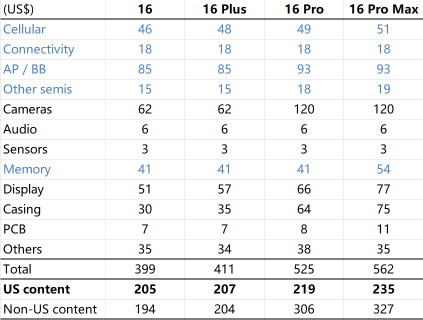 (US$) 16 16 Plus 16 Pro 16 Pro Max
Cellular 46 48 49 51
Connectivity 18 18 18 18
AP / BB 85 85 93 93
Other semis 15 15 18 19
Cameras 62 62 120 120
Audio 6 6 6 6
Sensors 3 3 3 3
Memory 41 41 41 54
Display 51 57 66 77
Casing 30 35 64 75
PCB 7 7 8 11
Others 35 34 38 35
Total 399 411 525 562
US content 205 207 219 235
Non-US content 194 204 306 327